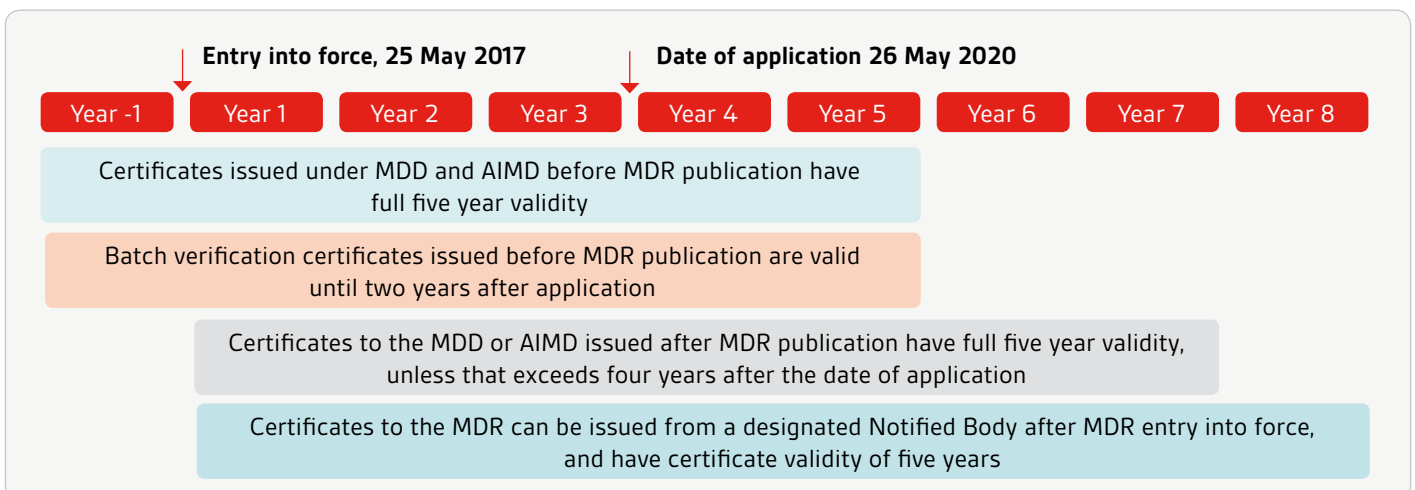 Entry into force, 25 May 2017 Date of application 26 May 2020
Year -1 Year 1 Year 2 Year 3 Year 4 Year 5 Year 6 Year 7 Year 8
Certificates issued under MDD and AIMD before MDR publication have
full five year validity
Batch verification certificates issued before MDR publication are valid
until two years after application
Certificates to the MDD or AIMD issued after MDR publication have full five year validity,
unless that exceeds four years after the date of application
Certificates to the MDR can be issued from a designated Notified Body after MDR entry into force,
and have certificate validity of five years